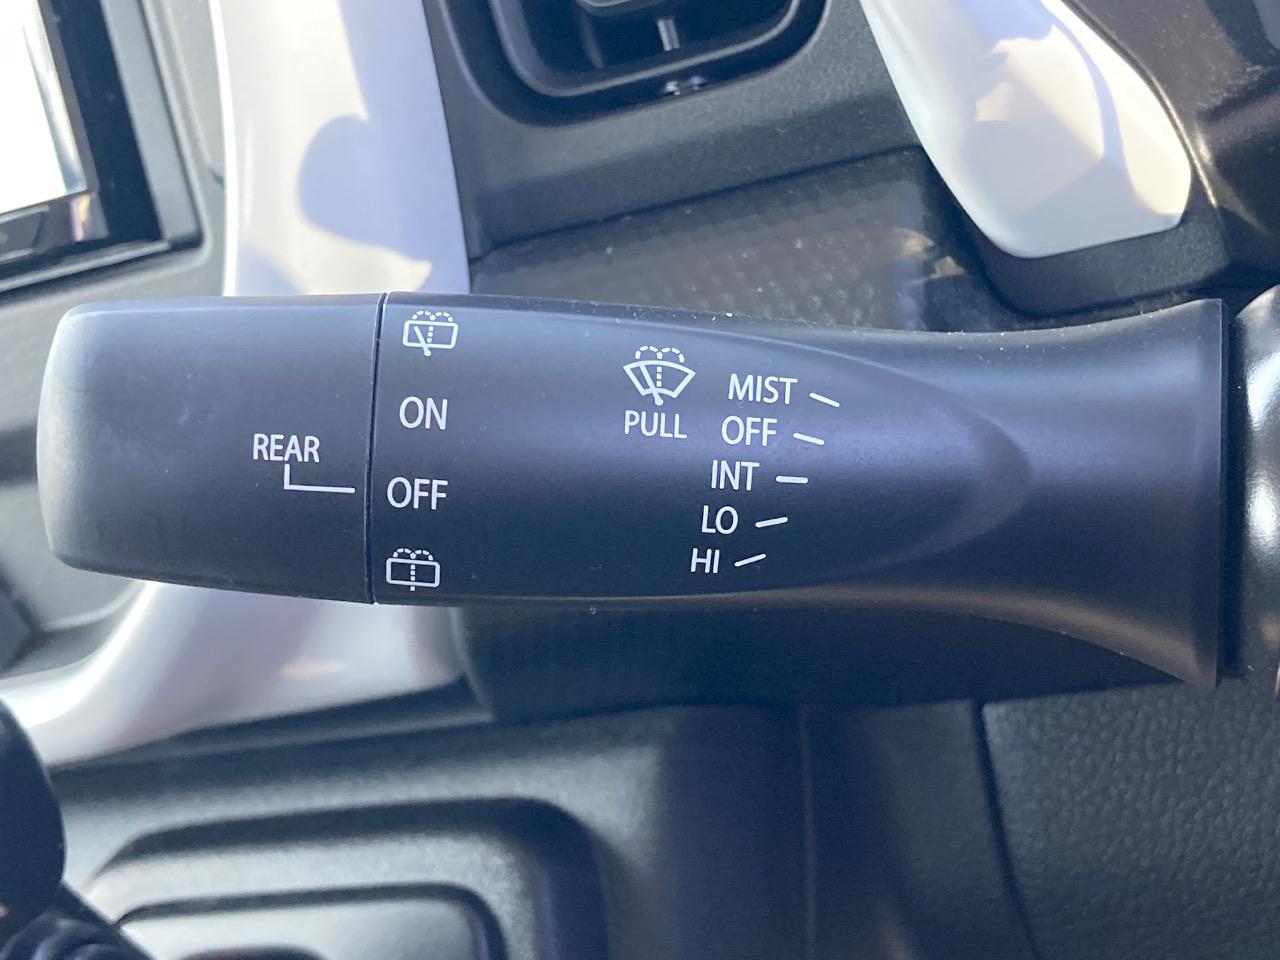 REAR
ON
OFF
PULL
MIST
OFF
INT
LO
HI